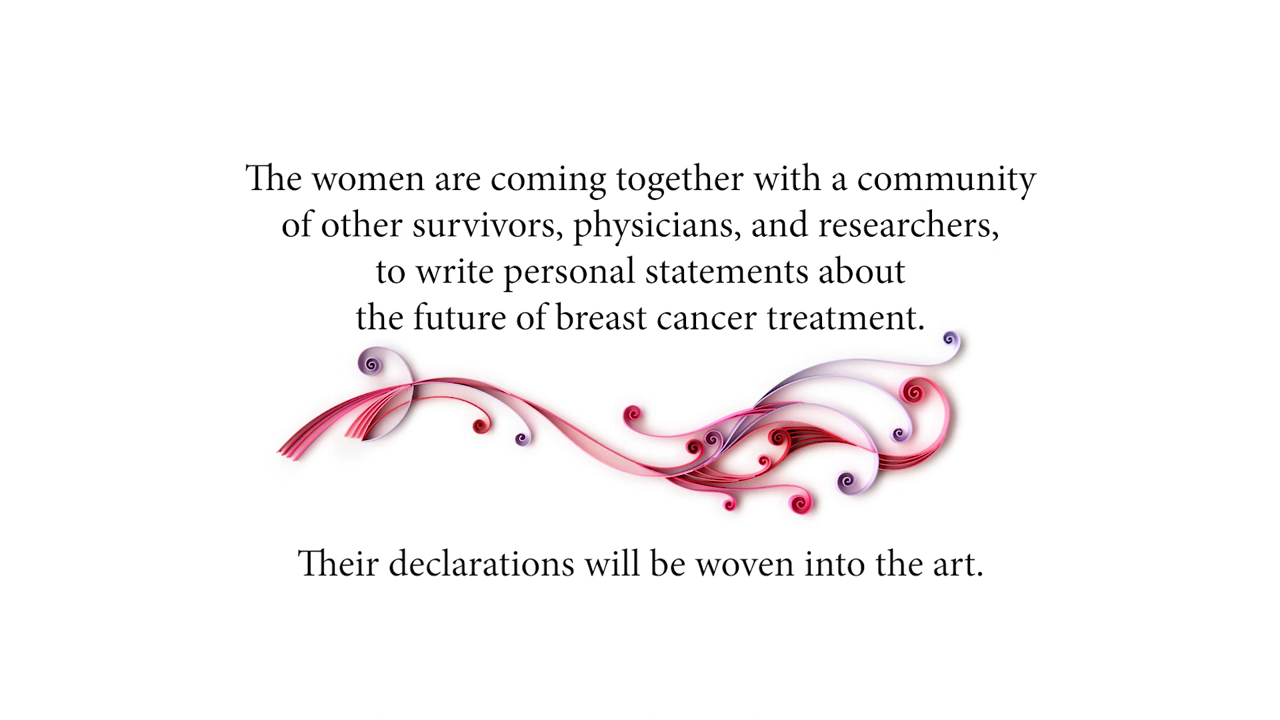 The women are coming together with a community
of other survivors, physicians, and researchers,
to write personal statements about
the future of breast cancer treatment.
Their declarations will be woven into the art.